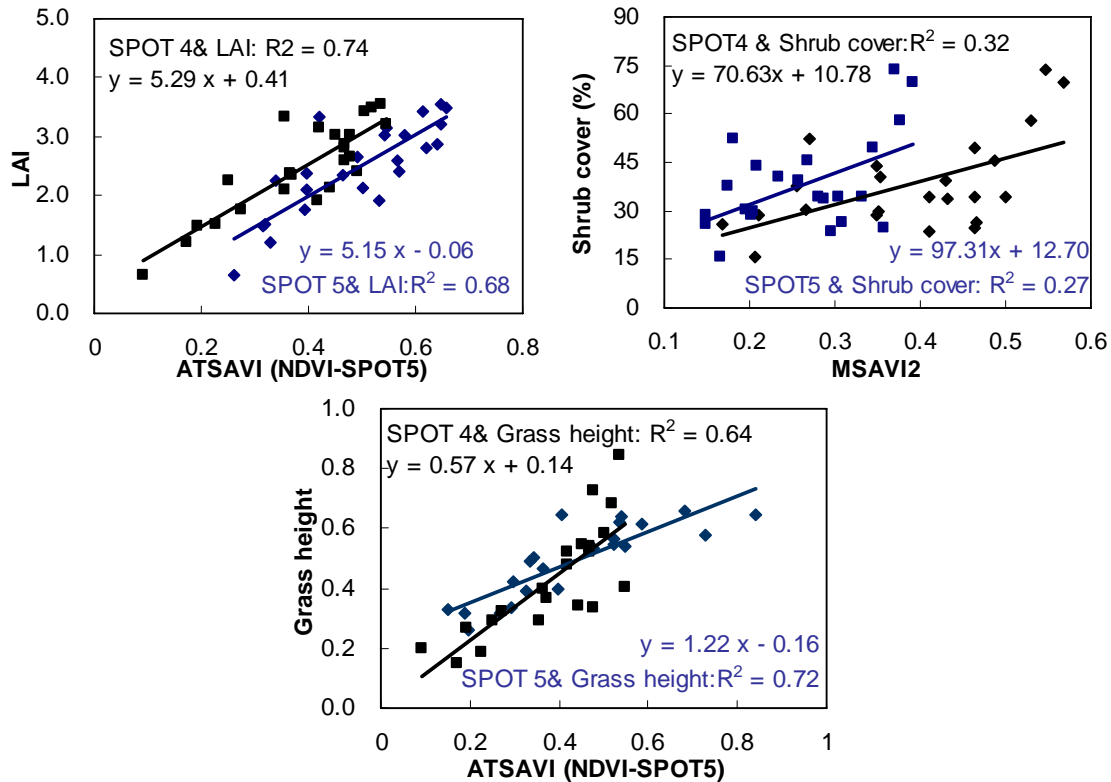 SPOT 4& LAI: R2 = 0.74
y = 5.29 x + 0.41
5.0
4.0
3.0
2.0
1.0
0.0
LAI
y = 5.15 x - 0.06
SPOT 5& LAI:R² = 0.68
0
0.2
0.4
0.6
0.8
ATSAVI (NDVI-SPOT5)
SPOT4 & Shrub cover:R² = 0.32
y = 70.63x + 10.78
90
75
60
45
30
15
0
Shrub cover (%)
y = 97.31x + 12.70
SPOT5 & Shrub cover: R² = 0.27
0.1
0.2
0.3
0.4
0.5
0.6
MSAVI2
SPOT 4& Grass height: R² = 0.64
y = 0.57 x + 0.14
1.0
0.8
0.6
0.4
0.2
0.0
Grass height
y = 1.22 x - 0.16
SPOT 5& Grass height:R² = 0.72
0
0.2
0.4
0.6
0.8
1
ATSAVI (NDVI-SPOT5)